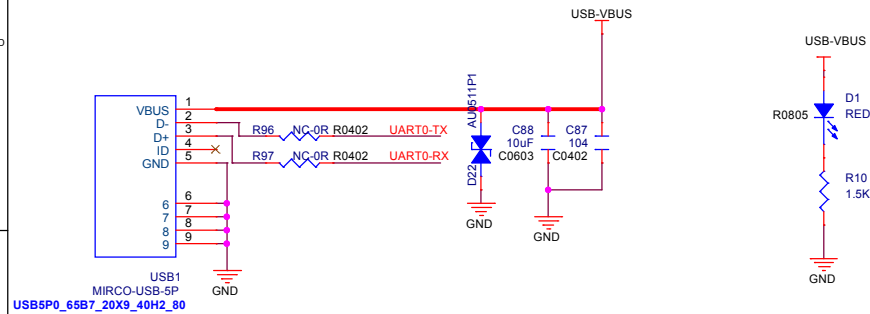 USB-VBUS
VBUS 1
D- 2
D+ 3
ID 4
GND 5
6 6
7 7
8 8
9 9
R96 NC-0R R0402 UART0-TX
R97 NC-0R R0402 UART0-RX
AU0511P1
D22
GND
C88
10uF
C0603
C87
104
C0402
GND
GND
USB1
MIRCO-USB-5P
USB5P0_65B7_20X9_40H2_80
USB-VBUS
D1
R0805 RED
R10
1.5K
GND